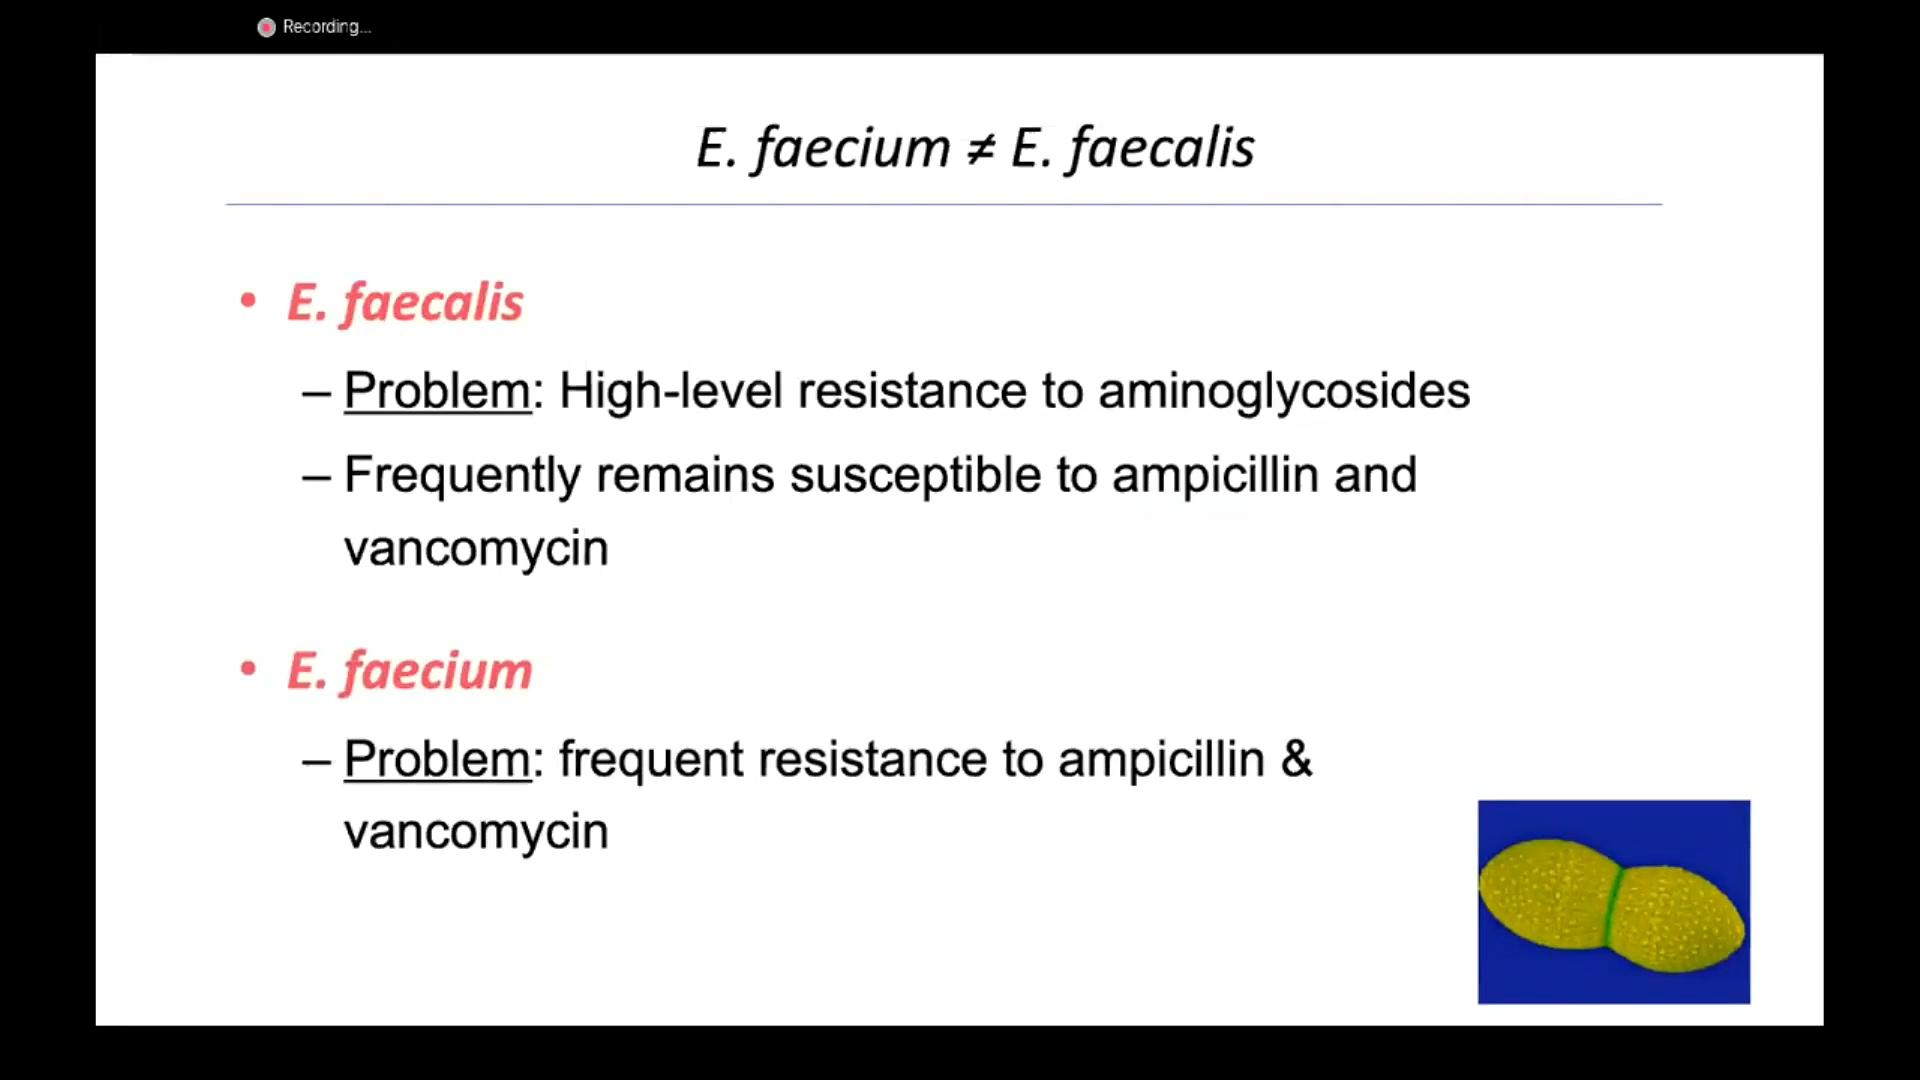 Recording...
E. faecium ≠ E. faecalis
• E. faecalis
– Problem: High-level resistance to aminoglycosides
– Frequently remains susceptible to ampicillin and
vancomycin
• E. faecium
– Problem: frequent resistance to ampicillin &
vancomycin